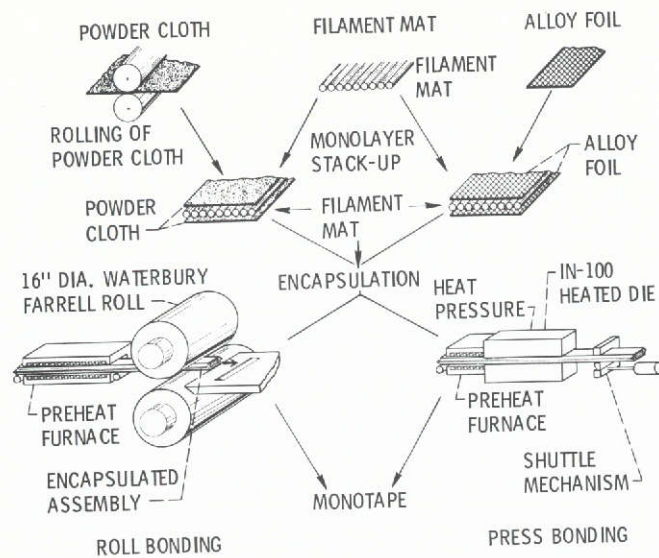 POWDER CLOTH
FILAMENT MAT
ALLOY FOIL
FILAMENT
MAT
ROLLING OF
POWDER CLOTH
MONOLAYER
STACK-UP
ALLOY
FOIL
POWDER
CLOTH
FILAMENT
MAT
16" DIA. WATERBURY
FARRELL ROLL
ENCAPSULATION
HEAT
PRESSURE
IN-100
HEATED DIE
PREHEAT
FURNACE
PREHEAT
FURNACE
ENCAPSULATED
ASSEMBLY
MONOTAPE
SHUTTLE
MECHANISM
ROLL BONDING
PRESS BONDING